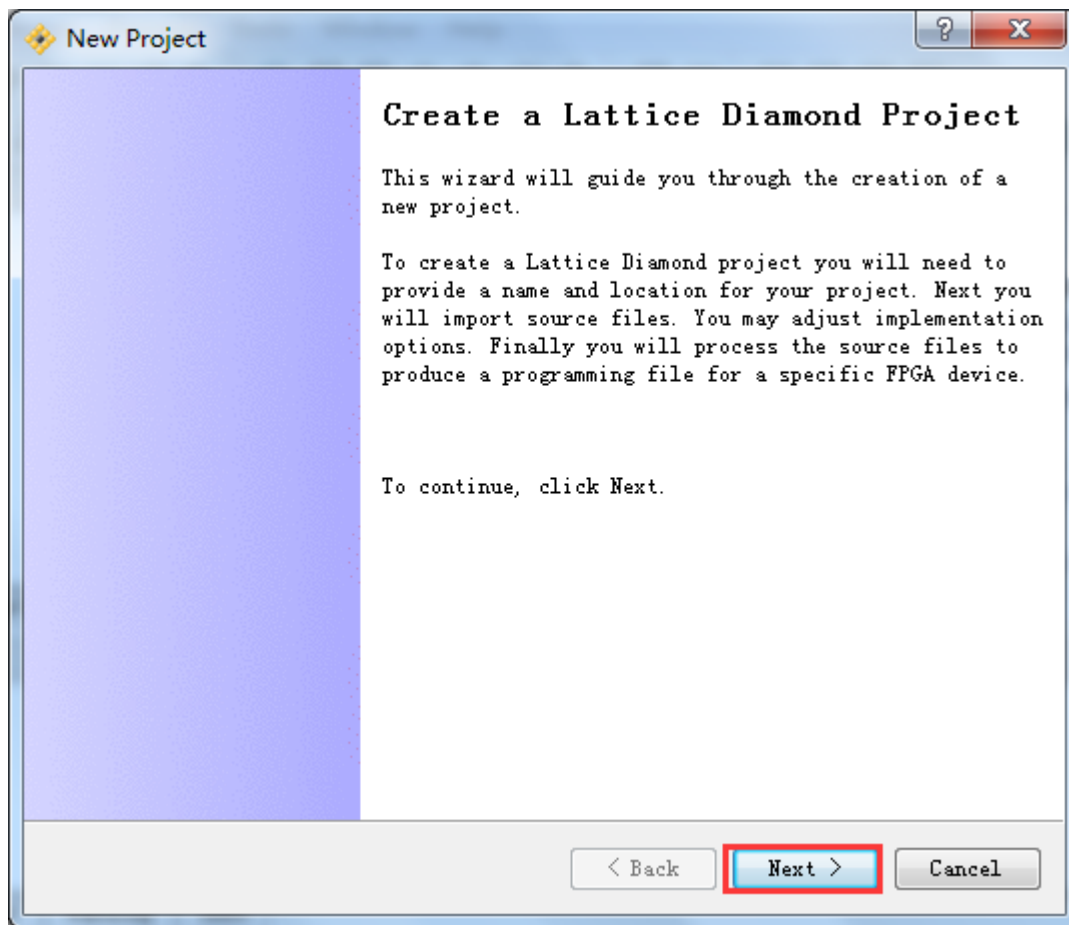 New Project
Create a Lattice Diamond Project
This wizard will guide you through the creation of a
new project.
To create a Lattice Diamond project you will need to
provide a name and location for your project. Next you
will import source files. You may adjust implementation
options. Finally you will process the source files to
produce a programming file for a specific FPGA device.
To continue, click Next.
< Back
Next >
Cancel